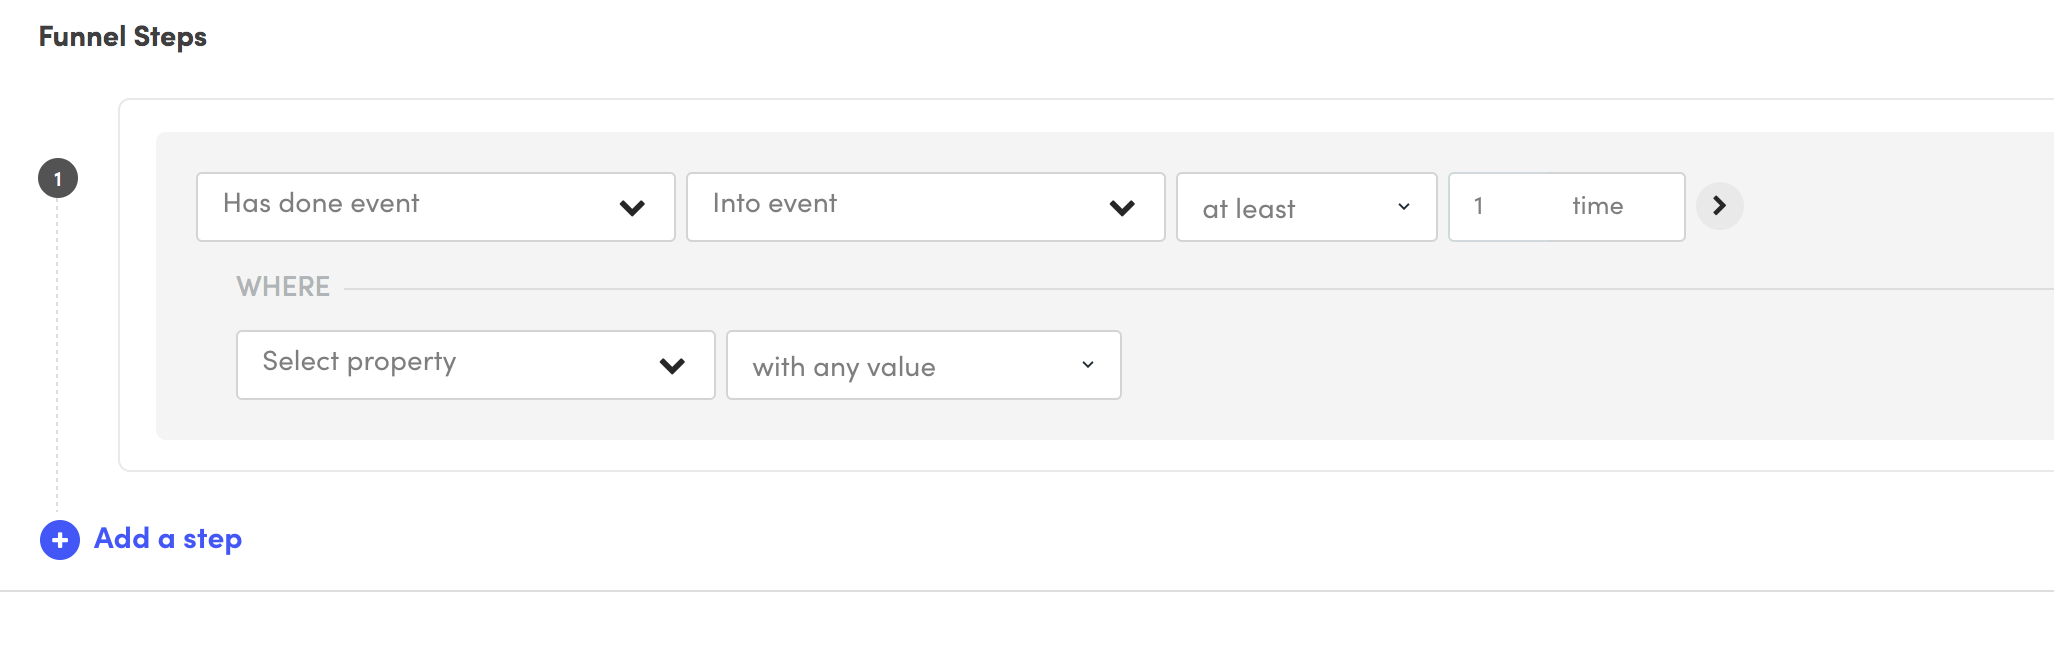 Funnel Steps
1
Has done event Into event at least 1 time
WHERE
Select property with any value
Add a step